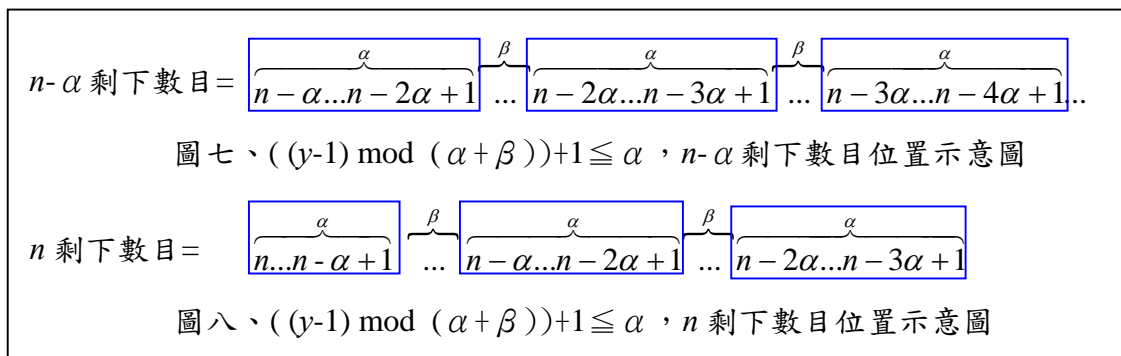 α β α β α
n- α 剩下數目= n − α...n − 2α +1 ... n − 2α...n − 3α +1 ... n − 3α...n − 4α +1...
圖七、( (y-1) mod (α+β))+1≦α，n-α剩下數目位置示意圖
α β α β α
n 剩下數目= n...n - α +1 ... n − α...n − 2α +1 ... n − 2α...n − 3α +1
圖八、( (y-1) mod (α+β))+1≦α，n 剩下數目位置示意圖